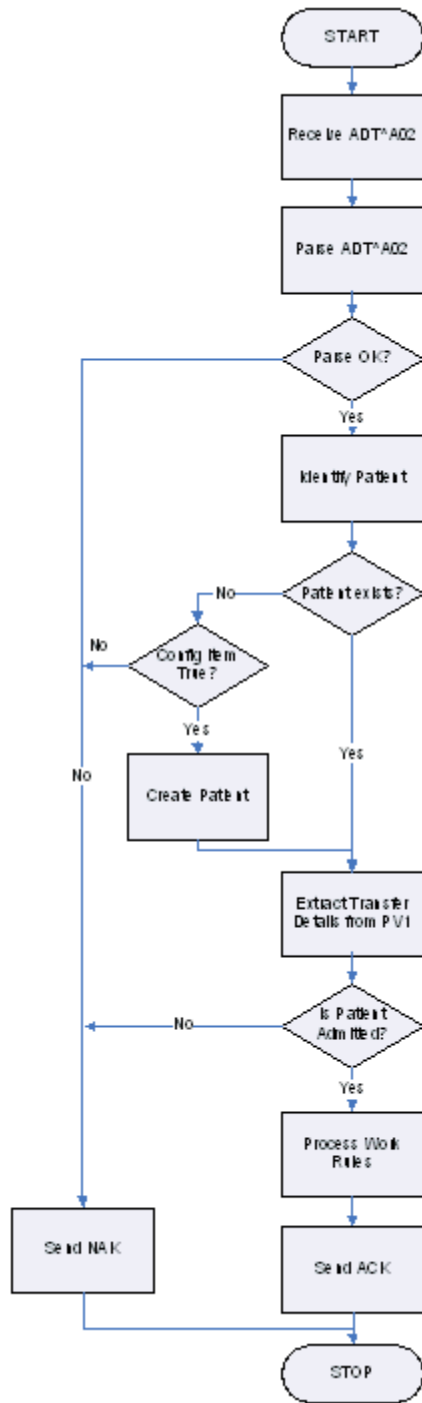 START
Receive ADT^A02
Parse ADT^A02
Parse OK?
Yes
Identify Patient
Patient exists?
No
Config Item
True?
No
Yes
No
Yes
Create Patient
Extract Transfer
Details from PV1
Is Patient
Admitted?
No
Yes
Process Work
Rules
Send NAK
Send ACK
STOP